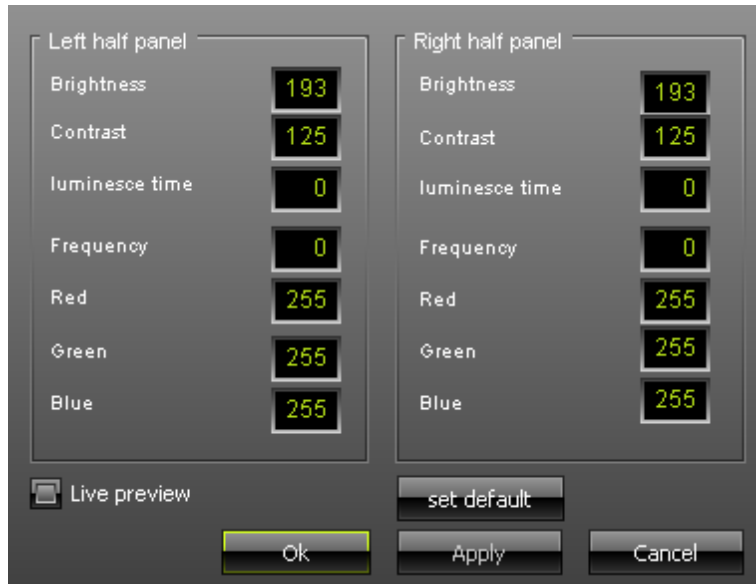 Left half panel
Brightness 193
Contrast 125
luminesce time 0
Frequency 0
Red 255
Green 255
Blue 255
Right half panel
Brightness 193
Contrast 125
luminesce time 0
Frequency 0
Red 255
Green 255
Blue 255
Live preview
set default
Ok
Apply
Cancel